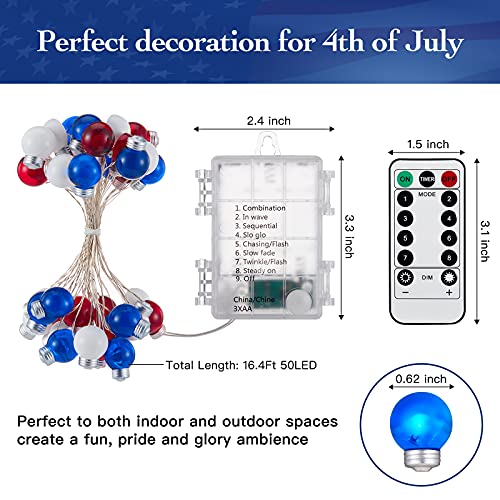 Perfect decoration for 4th of July
2.4 inch
1.5 inch
3.3 inch
3.1 inch
1. Combination
2. In wave
3. Sequential
4. Slo glo
5. Chasing/Flash
6. Slow fade
7. Twinkle/Flash
8. Steady on
9. Off
China/Chine
3XAA
ON TIMER OFF
MODE
1 2
3 4
5 6
7 8
DIM
− +
Total Length: 16.4Ft 50LED
0.62 inch
Perfect to both indoor and outdoor spaces
create a fun, pride and glory ambience